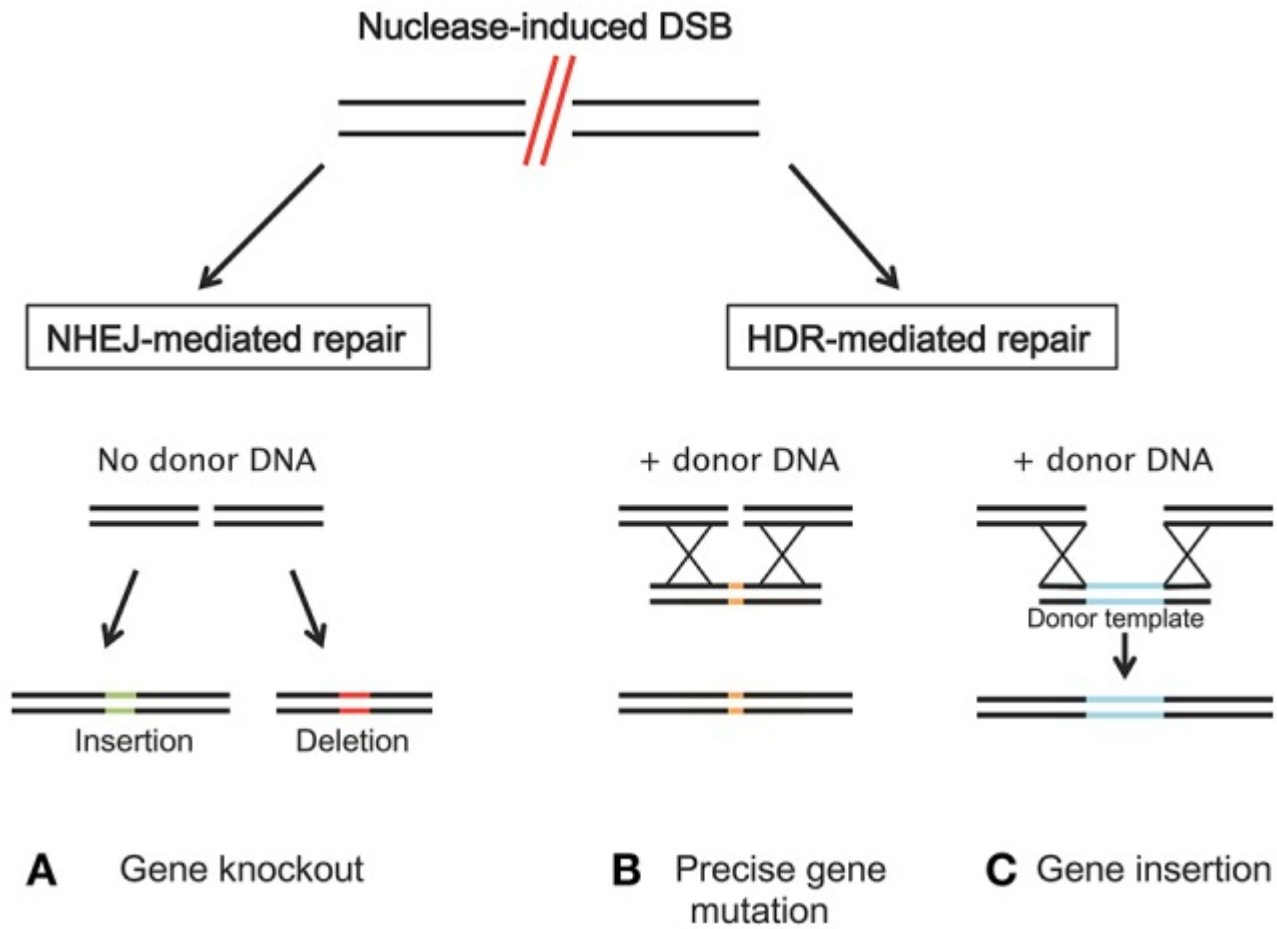 Nuclease-induced DSB
NHEJ-mediated repair
HDR-mediated repair
No donor DNA
+ donor DNA
+ donor DNA
Donor template
Insertion
Deletion
A Gene knockout
B Precise gene
mutation
C Gene insertion